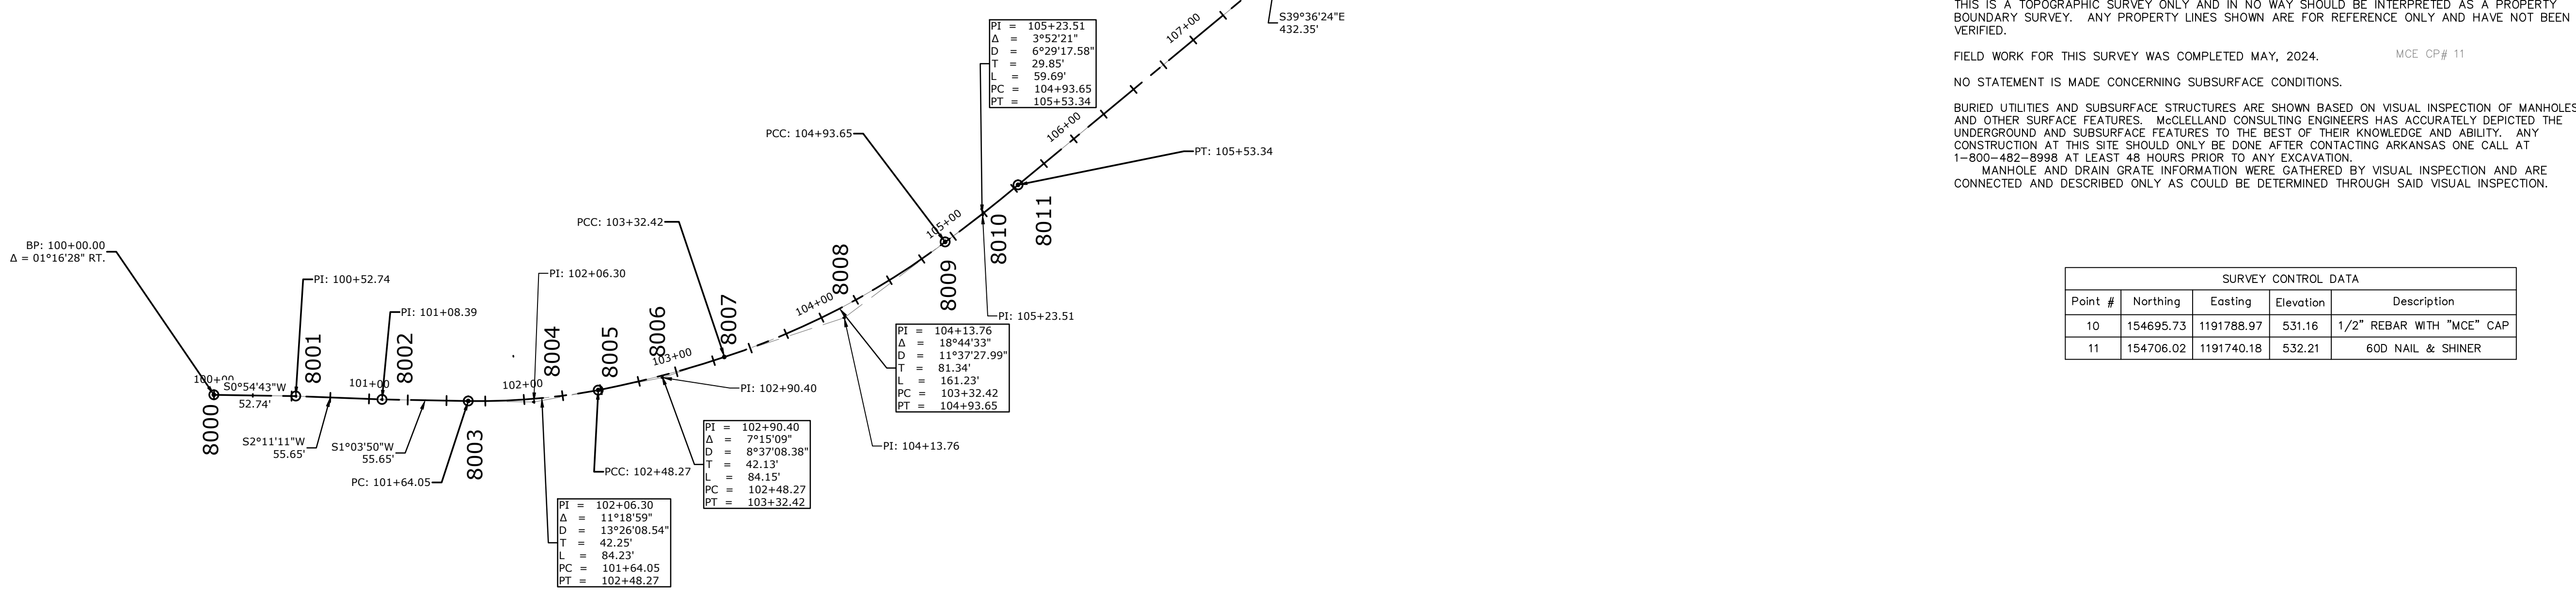 BP: 100+00.00
Δ = 01°16'28" RT.
100+00
S0°54'43"W
52.74'
8000
PI: 100+52.74
8001
S2°11'11"W
55.65'
101+00
PI: 101+08.39
8002
S1°03'50"W
55.65'
PC: 101+64.05
8003
102+00
PI: 102+06.30
8004
PI = 102+06.30
Δ = 11°18'59"
D = 13°26'08.54"
T = 42.25'
L = 84.23'
PC = 101+64.05
PT = 102+48.27
8005
PCC: 102+48.27
8006
103+00
PI: 102+90.40
PI = 102+90.40
Δ = 7°15'09"
D = 8°37'08.38"
T = 42.13'
L = 84.15'
PC = 102+48.27
PT = 103+32.42
PCC: 103+32.42
8007
104+00
8008
PI: 104+13.76
PI = 104+13.76
Δ = 18°44'33"
D = 11°37'27.99"
T = 81.34'
L = 161.23'
PC = 103+32.42
PT = 104+93.65
PCC: 104+93.65
105+00
8009
PI = 105+23.51
Δ = 3°52'21"
D = 6°29'17.58"
T = 29.85'
L = 59.69'
PC = 104+93.65
PT = 105+53.34
8010
PI: 105+23.51
8011
PT: 105+53.34
106+00
107+00
S39°36'24"E
432.35'
THIS IS A TOPOGRAPHIC SURVEY ONLY AND IN NO WAY SHOULD BE INTERPRETED AS A PROPERTY
BOUNDARY SURVEY. ANY PROPERTY LINES SHOWN ARE FOR REFERENCE ONLY AND HAVE NOT BEEN
VERIFIED.
FIELD WORK FOR THIS SURVEY WAS COMPLETED MAY, 2024.
MCE CP# 11
NO STATEMENT IS MADE CONCERNING SUBSURFACE CONDITIONS.
BURIED UTILITIES AND SUBSURFACE STRUCTURES ARE SHOWN BASED ON VISUAL INSPECTION OF MANHOLES
AND OTHER SURFACE FEATURES. McCLELLAND CONSULTING ENGINEERS HAS ACCURATELY DEPICTED THE
UNDERGROUND AND SUBSURFACE FEATURES TO THE BEST OF THEIR KNOWLEDGE AND ABILITY. ANY
CONSTRUCTION AT THIS SITE SHOULD ONLY BE DONE AFTER CONTACTING ARKANSAS ONE CALL AT
1-800-482-8998 AT LEAST 48 HOURS PRIOR TO ANY EXCAVATION.
MANHOLE AND DRAIN GRATE INFORMATION WERE GATHERED BY VISUAL INSPECTION AND ARE
CONNECTED AND DESCRIBED ONLY AS COULD BE DETERMINED THROUGH SAID VISUAL INSPECTION.
SURVEY CONTROL DATA
Point # Northing Easting Elevation Description
10 154695.73 1191788.97 531.16 1/2" REBAR WITH "MCE" CAP
11 154706.02 1191740.18 532.21 60D NAIL & SHINER